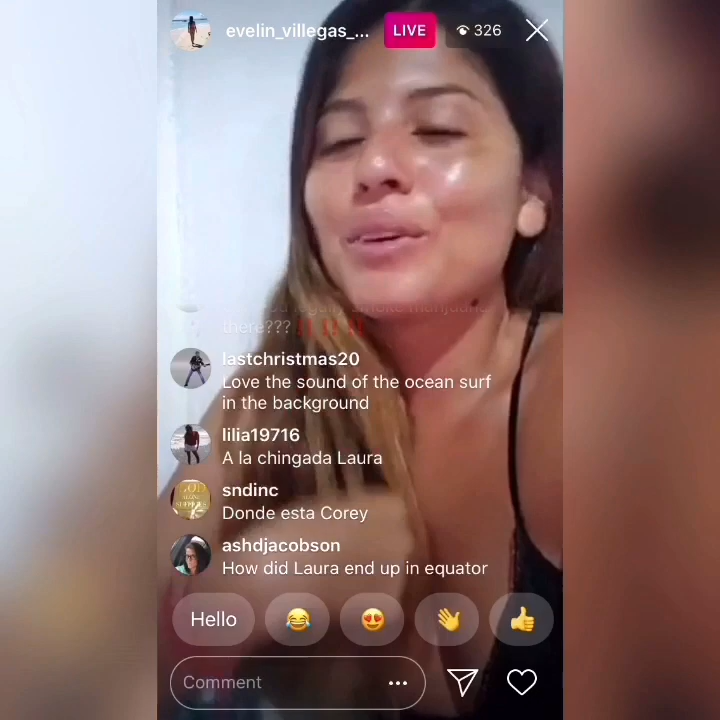 evelin_villegas_...
LIVE
326
there???
lastchristmas20
Love the sound of the ocean surf
in the background
lilia19716
A la chingada Laura
sndinc
Donde esta Corey
ashdjacobson
How did Laura end up in equator
Hello
Comment